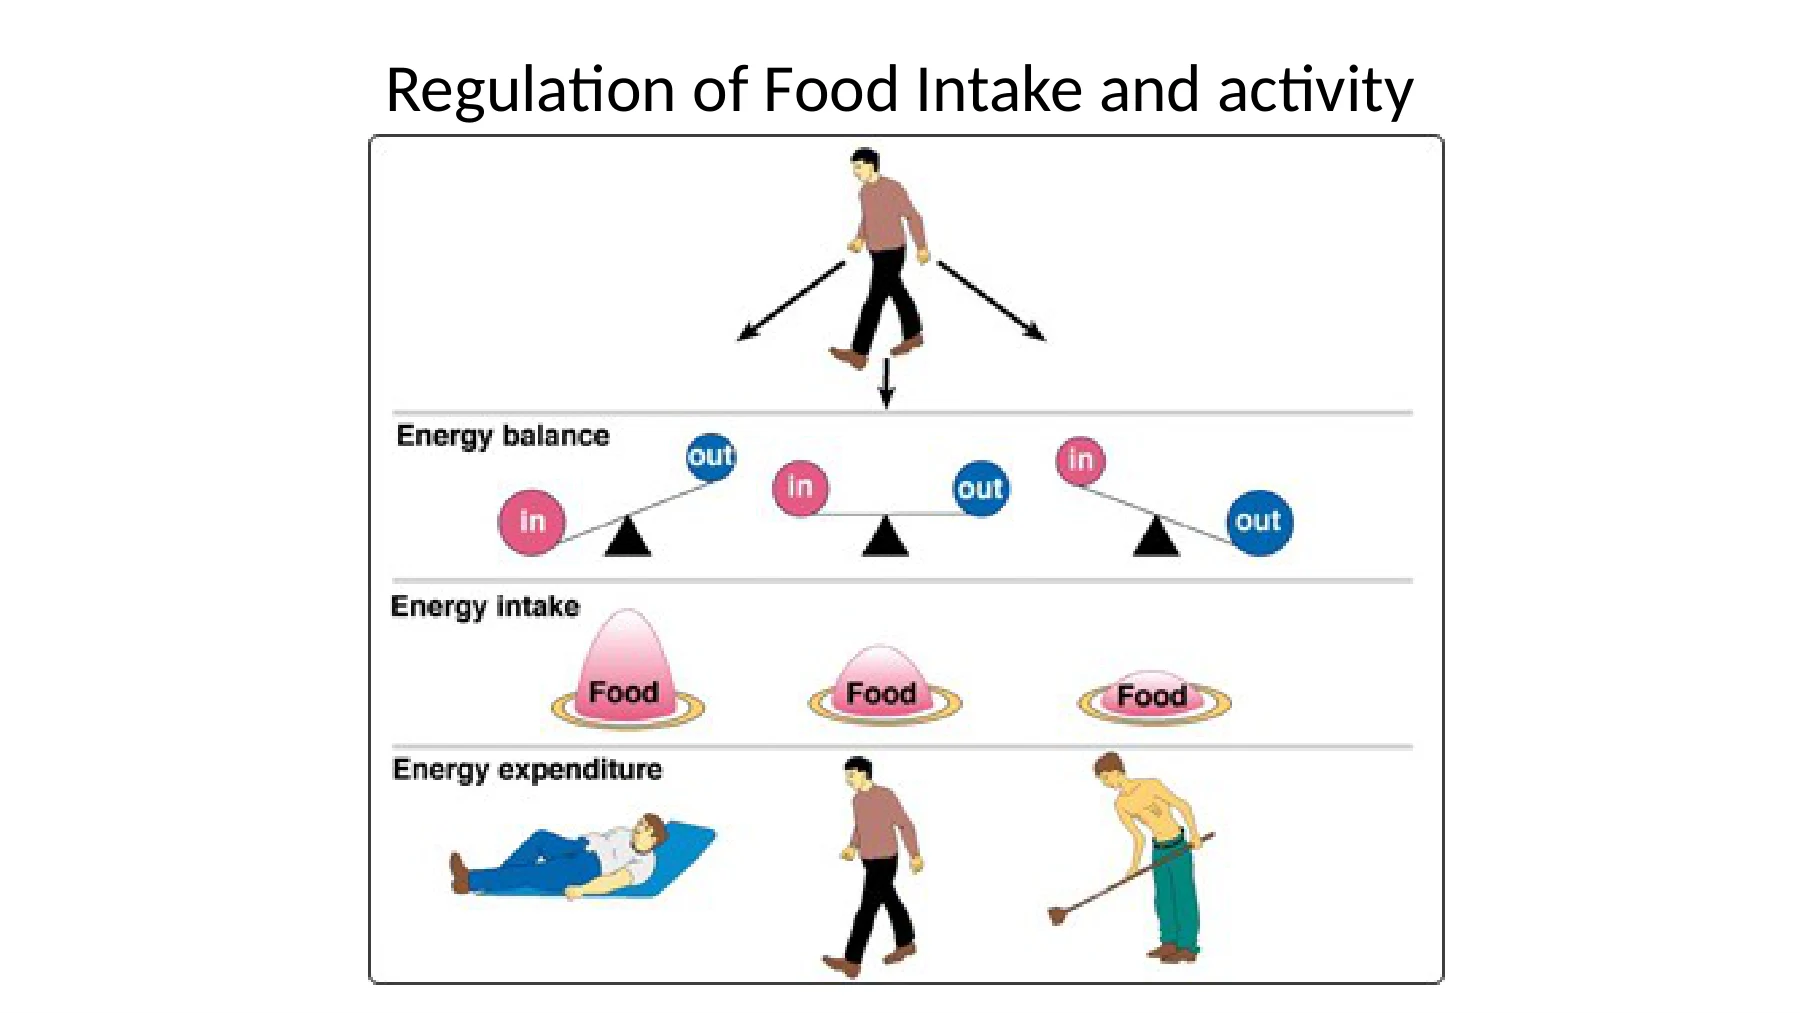 Regulation of Food Intake and activity
Energy balance
in out in out in out
Energy intake
Food Food Food
Energy expenditure